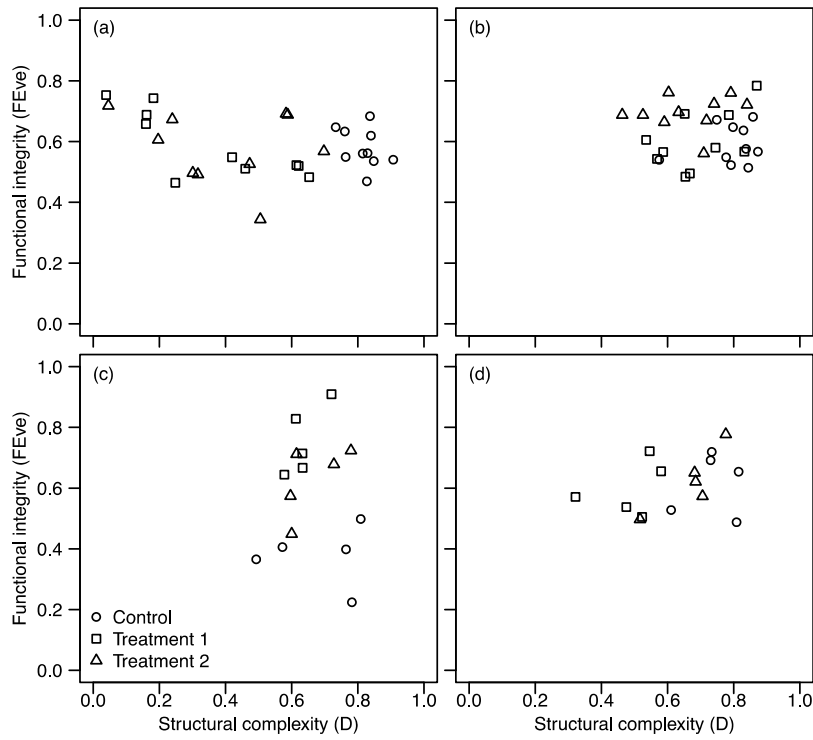 (a)
(b)
1.0
0.8
0.6
0.4
0.2
0.0
Functional integrity (FEve)
(c)
(d)
1.0
0.8
0.6
0.4
0.2
0.0
Functional integrity (FEve)
Control
Treatment 1
Treatment 2
0.0 0.2 0.4 0.6 0.8 1.0
0.0 0.2 0.4 0.6 0.8 1.0
Structural complexity (D)
Structural complexity (D)